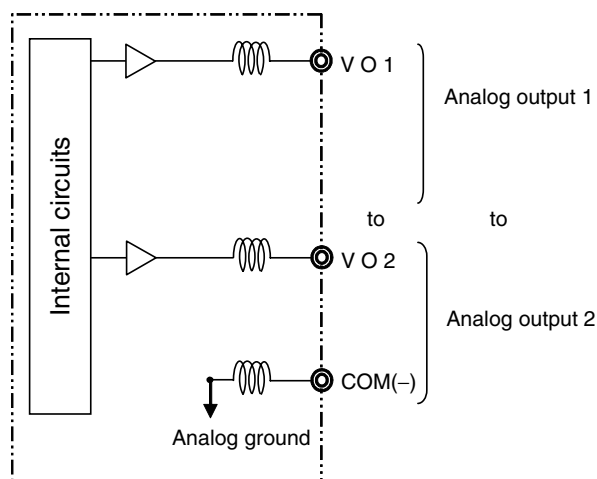 V O 1
Analog output 1
Internal circuits
to to
V O 2
Analog output 2
COM(−)
Analog ground